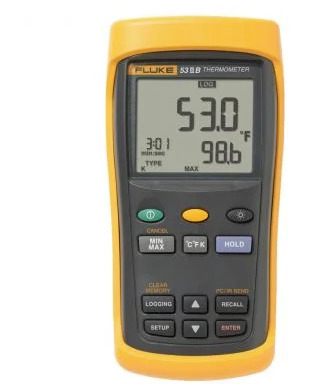 FLUKE 53 II B THERMOMETER
LOG
53.0
°F
3:01
MIN/SEC
98.6
TYPE
K
MAX
CANCEL
MIN MAX
°C°F K
HOLD
CLEAR
MEMORY
PC/IR SEND
LOGGING
RECALL
SETUP
ENTER